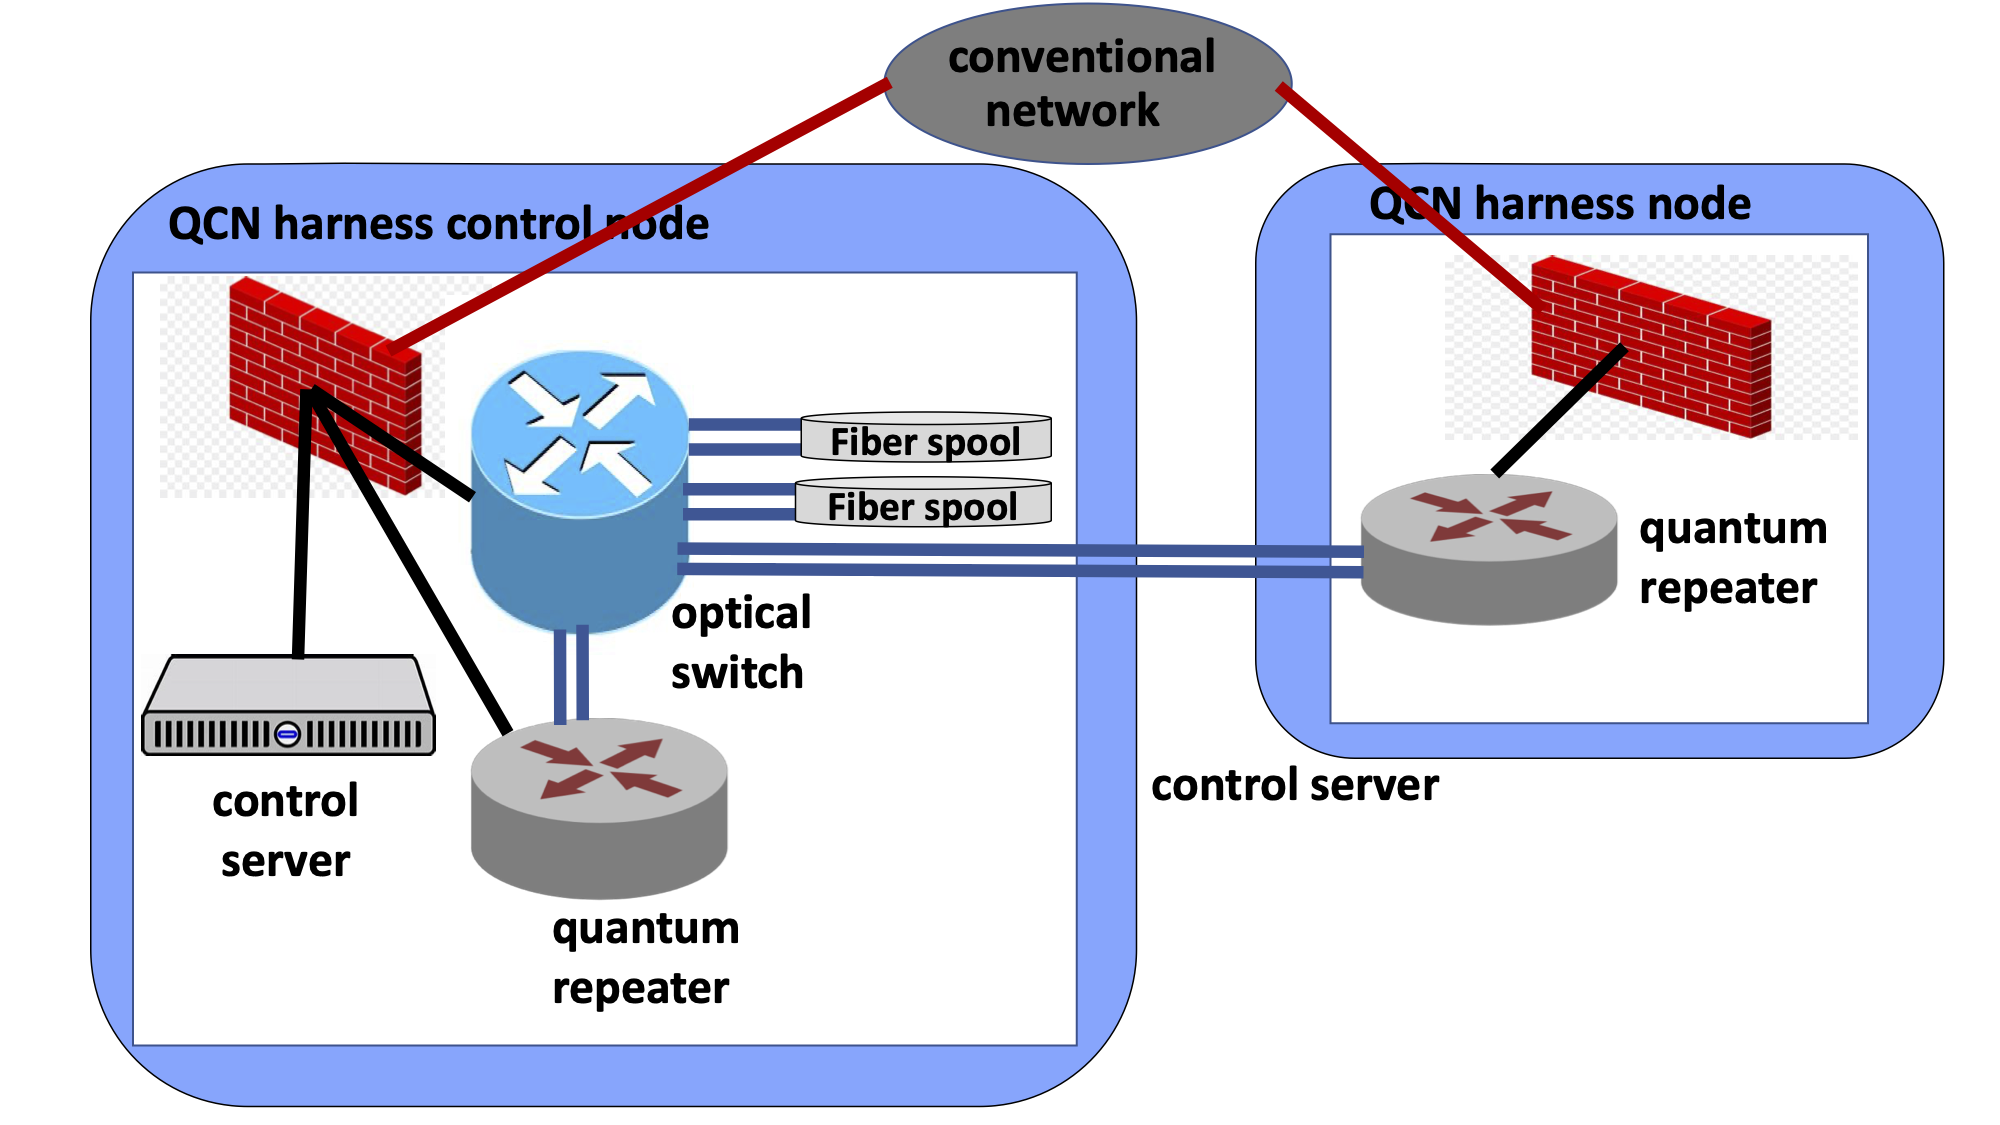 conventional
network
QCN harness control node
QCN harness node
Fiber spool
Fiber spool
quantum
repeater
optical
switch
control server
control
server
quantum
repeater